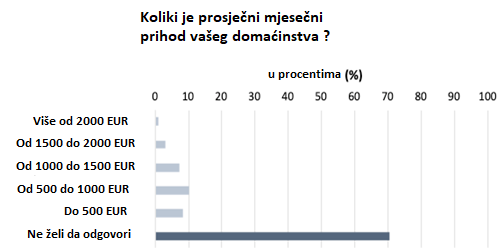 Koliki je prosječni mjesečni
prihod vašeg domaćinstva ?
u procentima (%)
0 10 20 30 40 50 60 70 80 90 100
Više od 2000 EUR
Od 1500 do 2000 EUR
Od 1000 do 1500 EUR
Od 500 do 1000 EUR
Do 500 EUR
Ne želi da odgovori